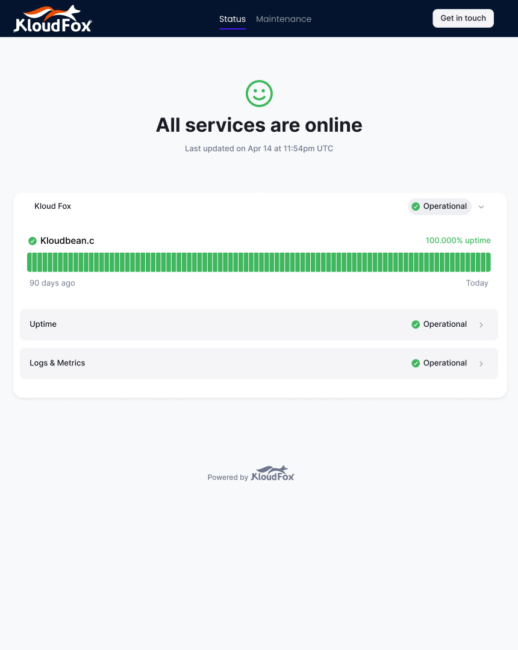 KloudFox
Status Maintenance
Get in touch
All services are online
Last updated on Apr 14 at 11:54pm UTC
Kloud Fox
Operational
Kloudbean.c
100.000% uptime
90 days ago
Today
Uptime
Operational
Logs & Metrics
Operational
Powered by KloudFox